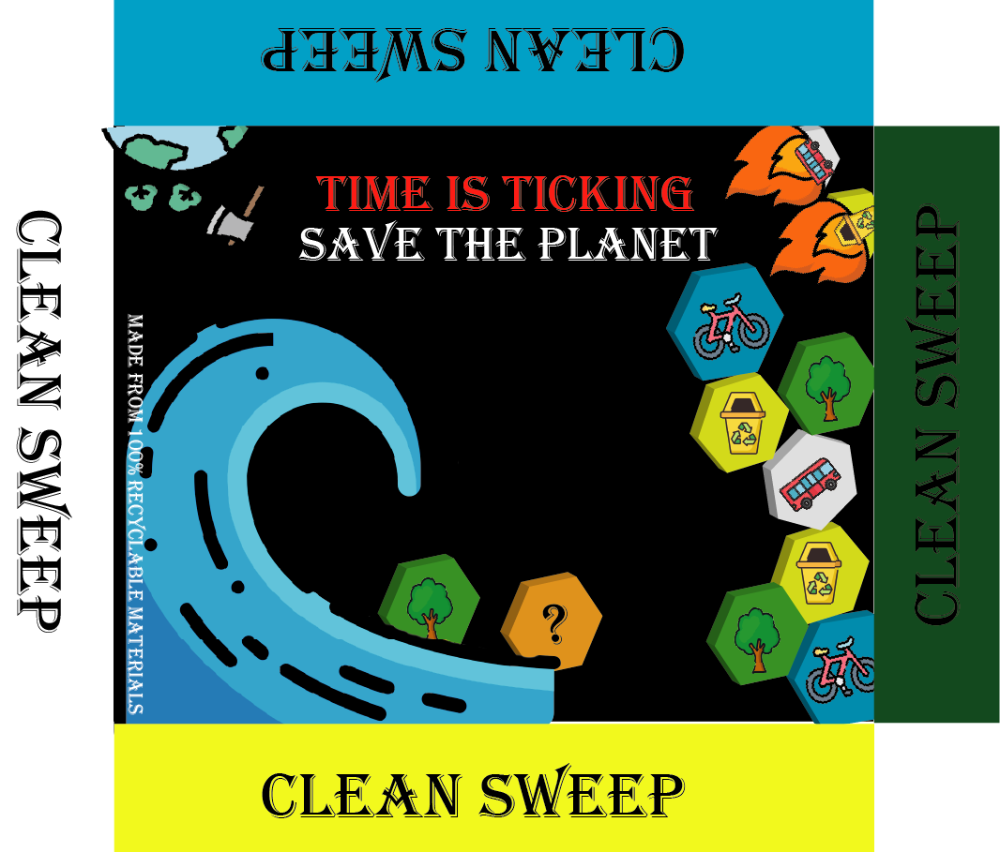 CLEAN SWEEP
TIME IS TICKING
SAVE THE PLANET
CLEAN SWEEP
MADE FROM 100% RECYCLABLE MATERIALS
?
CLEAN SWEEP
CLEAN SWEEP